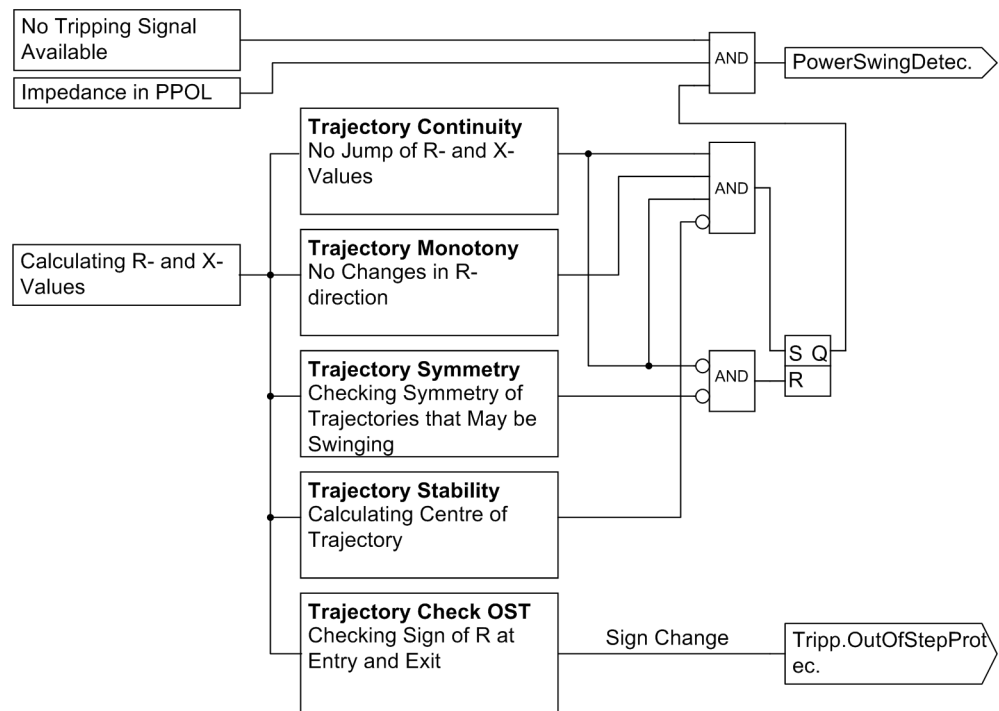 No Tripping Signal
Available
AND
PowerSwingDetec.
Impedance in PPOL
Trajectory Continuity
No Jump of R- and X-
Values
AND
Calculating R- and X-
Values
Trajectory Monotony
No Changes in R-
direction
Trajectory Symmetry
Checking Symmetry of
Trajectories that May be
Swinging
AND
S Q
R
Trajectory Stability
Calculating Centre of
Trajectory
Trajectory Check OST
Checking Sign of R at
Entry and Exit
Sign Change
Tripp.OutOfStepProt
ec.